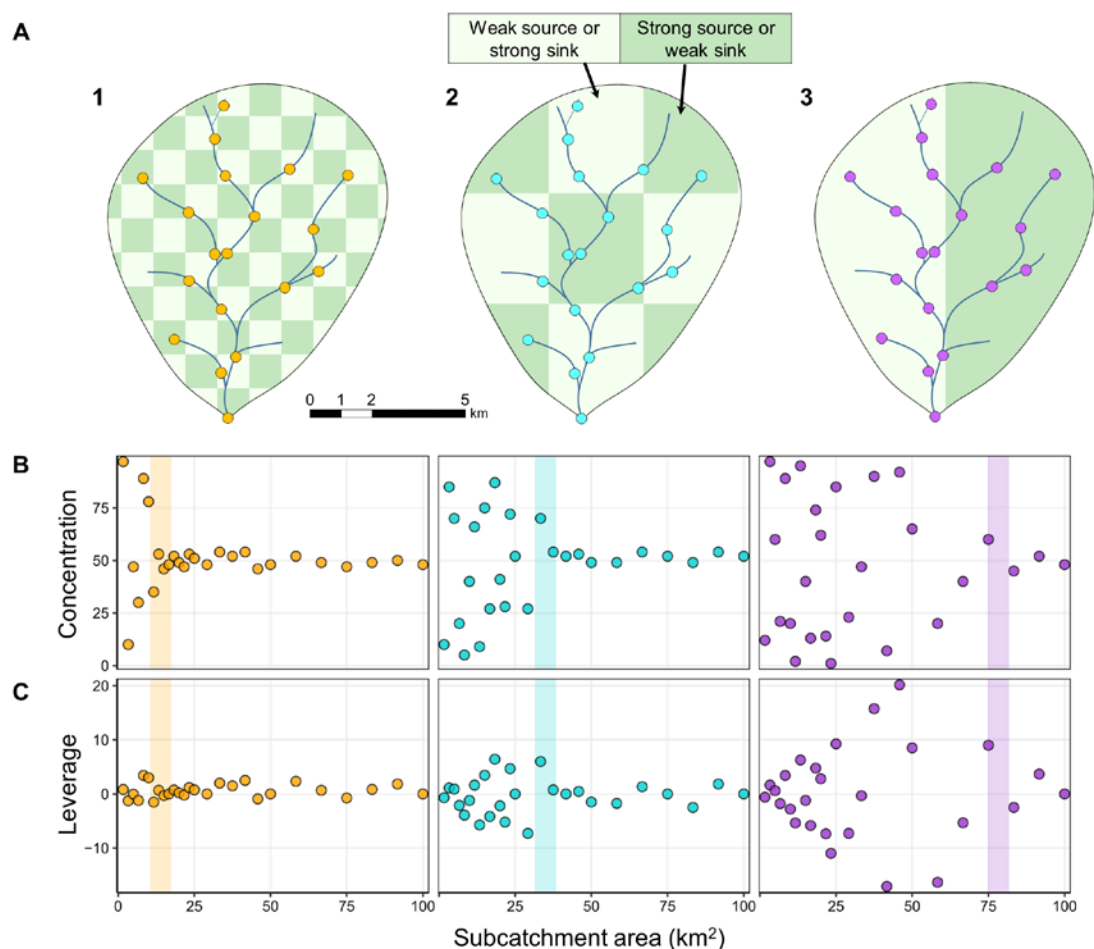 A
Weak source or strong sink
Strong source or weak sink
1
2
3
0 1 2 5 km
B
Concentration
75
50
25
0
C
Leverage
20
10
0
−10
0 25 50 75 100
0 25 50 75 100
0 25 50 75 100
Subcatchment area (km²)